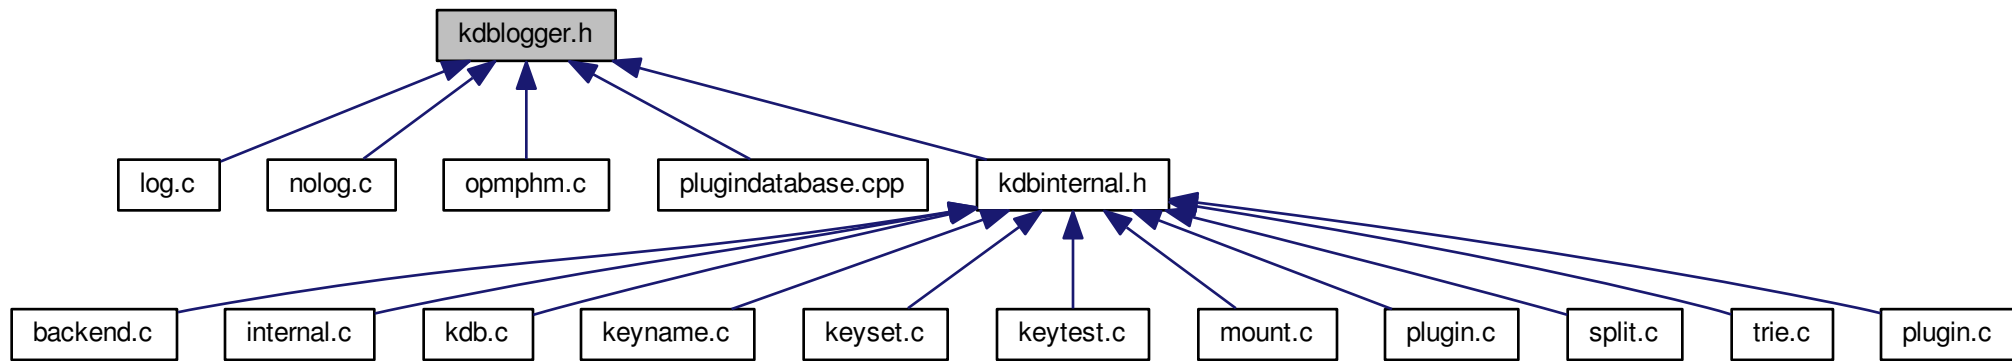 kdblogger.h
log.c
nolog.c
opmphm.c
plugindatabase.cpp
kdbinternal.h
backend.c
internal.c
kdb.c
keyname.c
keyset.c
keytest.c
mount.c
plugin.c
split.c
trie.c
plugin.c